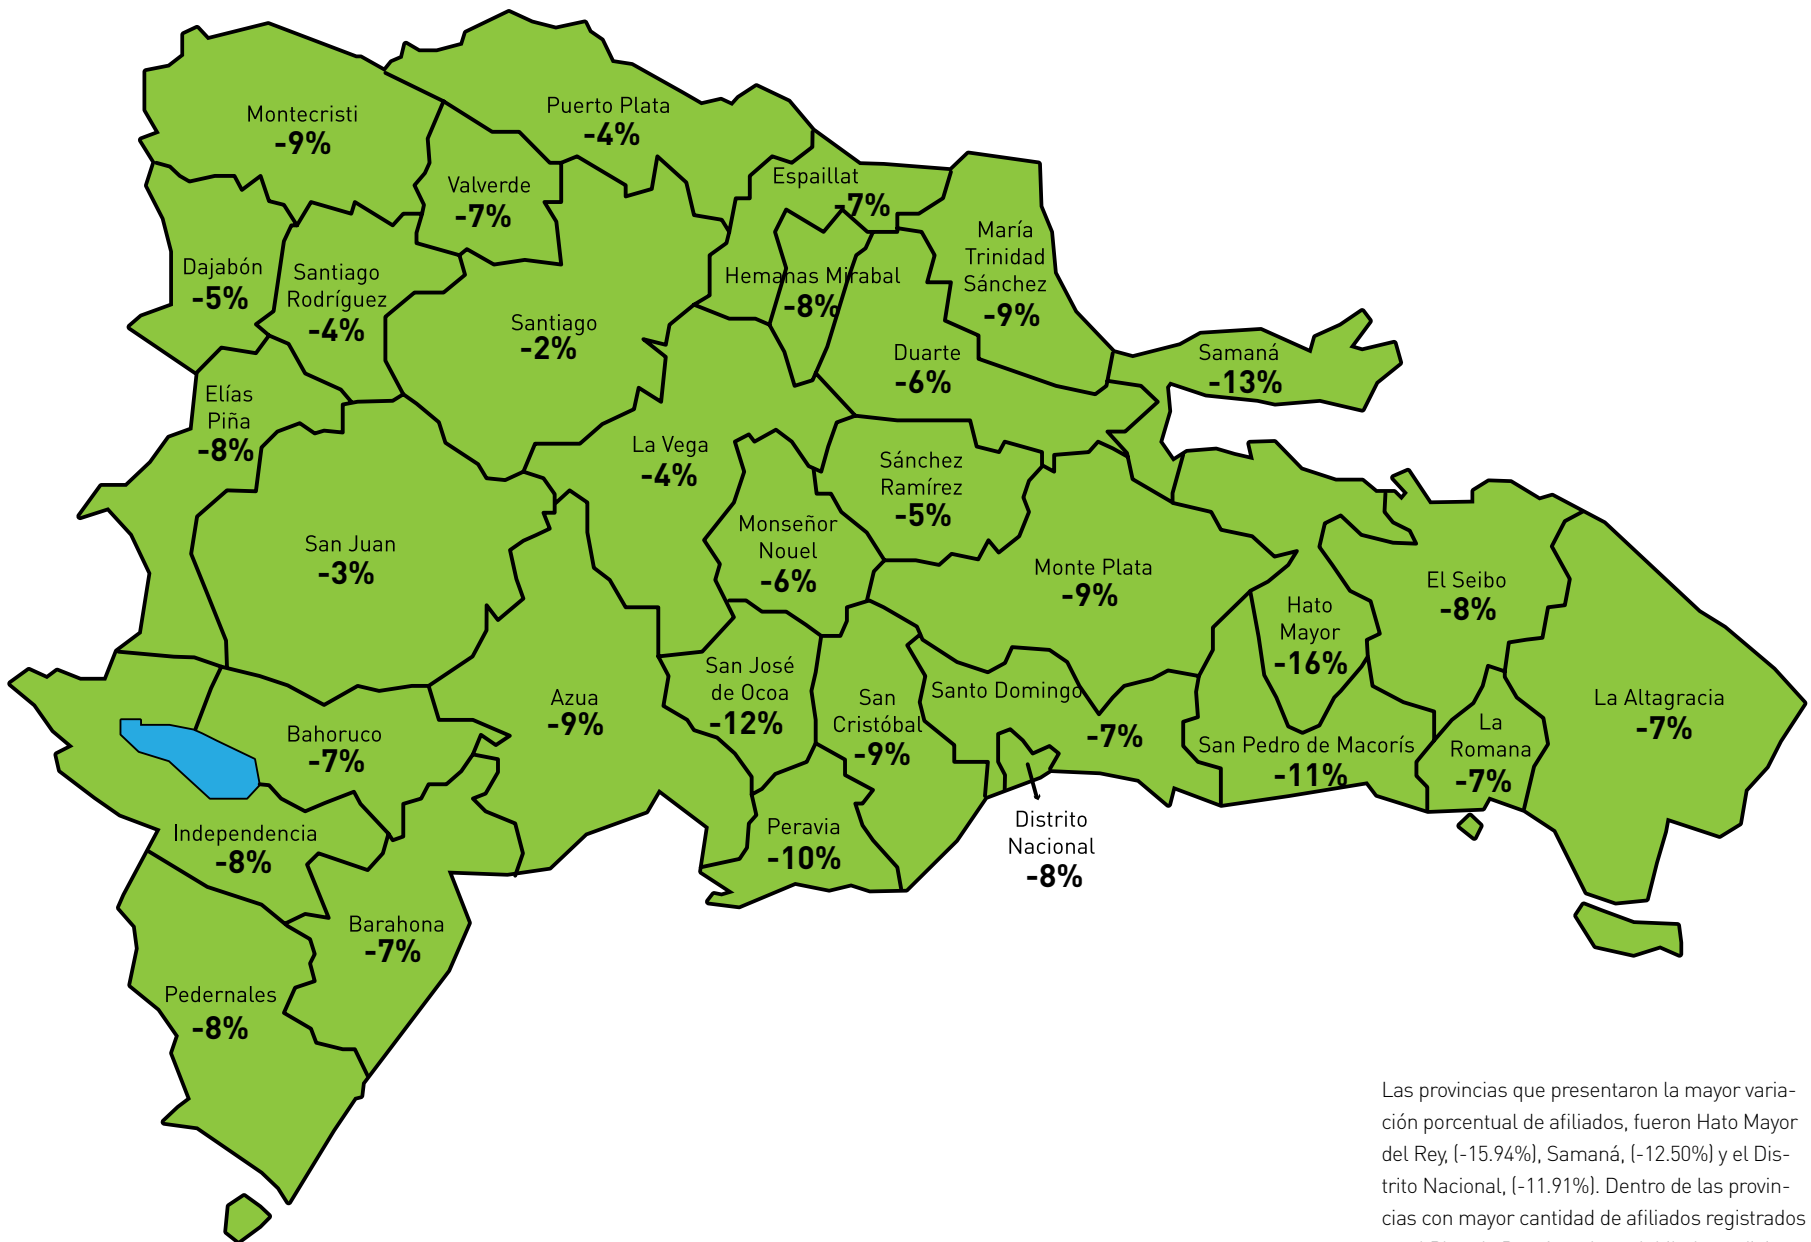 Montecristi
-9%
Puerto Plata
-4%
Valverde
-7%
Espaillat
-7%
María
Trinidad
Sánchez
-9%
Dajabón
-5%
Santiago
Rodríguez
-4%
Santiago
-2%
Hemanas Mirabal
-8%
Duarte
-6%
Samaná
-13%
Elías
Piña
-8%
La Vega
-4%
Sánchez
Ramírez
-5%
San Juan
-3%
Monseñor
Nouel
-6%
Monte Plata
-9%
Hato
Mayor
-16%
El Seibo
-8%
Azua
-9%
San José
de Ocoa
-12%
San
Cristóbal
-9%
Santo Domingo
-7%
San Pedro de Macorís
-11%
La
Romana
-7%
La Altagracia
-7%
Bahoruco
-7%
Independencia
-8%
Peravia
-10%
Distrito
Nacional
-8%
Barahona
-7%
Pedernales
-8%
Las provincias que presentaron la mayor varia-
ción porcentual de afiliados, fueron Hato Mayor
del Rey, (-15.94%), Samaná, (-12.50%) y el Dis-
trito Nacional, (-11.91%). Dentro de las provin-
cias con mayor cantidad de afiliados registrados